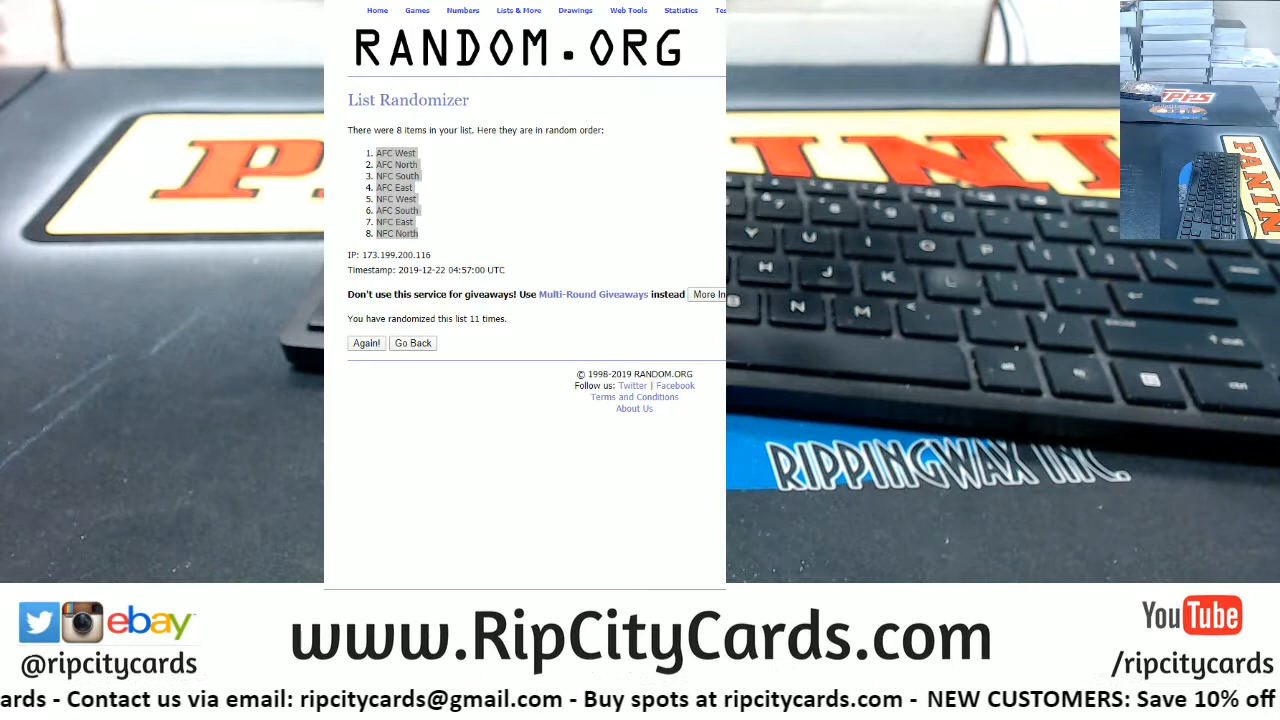 Home Games Numbers Lists & More Drawings Web Tools Statistics
RANDOM.ORG
List Randomizer
There were 8 items in your list. Here they are in random order:
1. AFC West
2. AFC North
3. NFC South
4. AFC East
5. NFC West
6. AFC South
7. NFC East
8. NFC North
IP: 173.199.200.116
Timestamp: 2019-12-22 04:57:00 UTC
Don't use this service for giveaways! Use Multi-Round Giveaways instead More In
You have randomized this list 11 times.
Again! Go Back
© 1998-2019 RANDOM.ORG
Follow us: Twitter | Facebook
Terms and Conditions
About Us
PANIN
Y U I O P
H J K L
B N M
ctrl
RIPPINGWAX INC.
ebay
@ripcitycards
www.RipCityCards.com
YouTube
/ripcitycards
ards - Contact us via email: ripcitycards@gmail.com - Buy spots at ripcitycards.com - NEW CUSTOMERS: Save 10% off